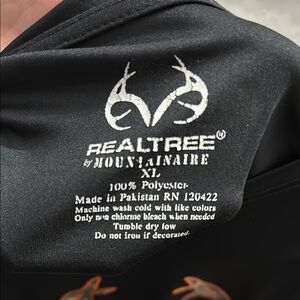 REALTREE®
by MOUNTAINAIRE
XL
100% Polyester
Made in Pakistan RN 120422
Machine wash cold with like colors
Only non chlorine bleach when needed
Tumble dry low
Do not iron if decorated.